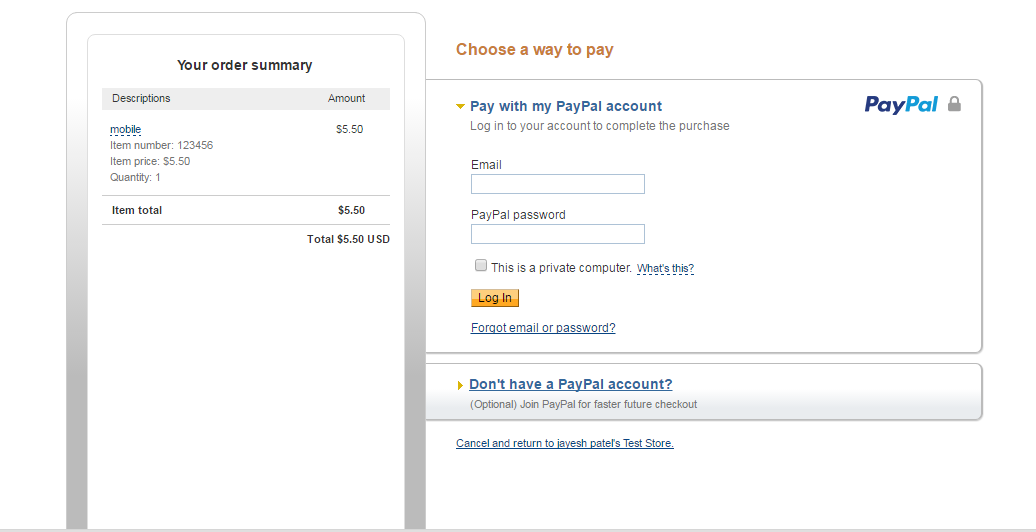 Your order summary
Descriptions Amount
mobile $5.50
Item number: 123456
Item price: $5.50
Quantity: 1
Item total $5.50
Total $5.50 USD
Choose a way to pay
Pay with my PayPal account PayPal
Log in to your account to complete the purchase
Email
PayPal password
This is a private computer. What's this?
Log In
Forgot email or password?
Don't have a PayPal account?
(Optional) Join PayPal for faster future checkout
Cancel and return to jayesh patel's Test Store.